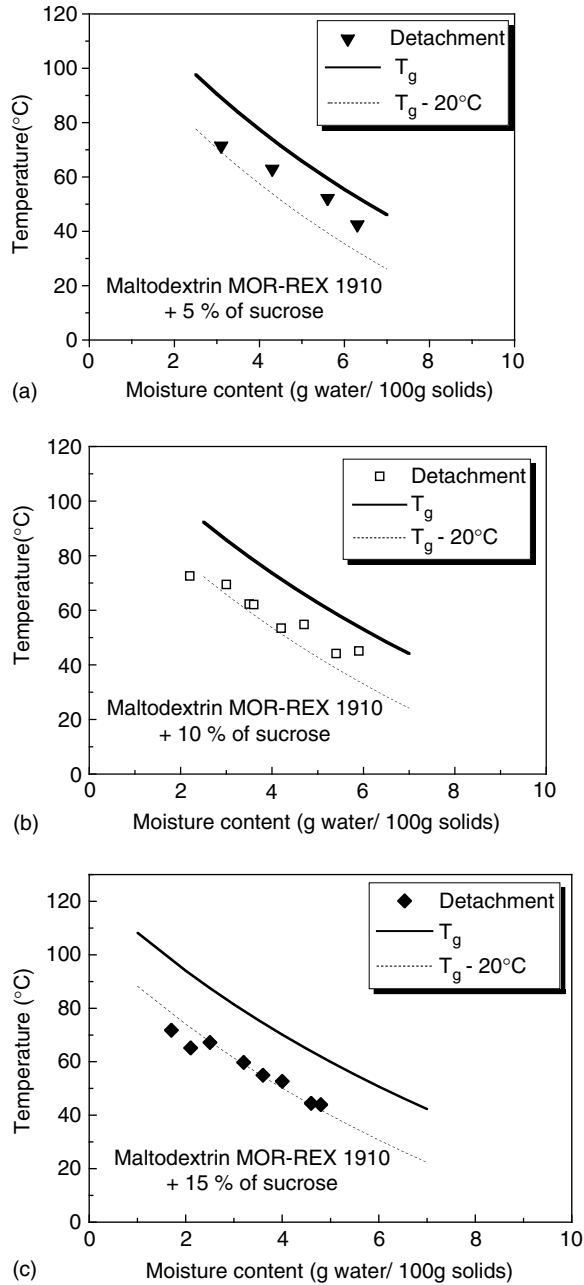 120
100
80
60
40
20
0
Temperature(°C)
Detachment
Tg
Tg - 20°C
Maltodextrin MOR-REX 1910
+ 5 % of sucrose
0 2 4 6 8 10
(a) Moisture content (g water/ 100g solids)
120
100
80
60
40
20
0
Temperature(°C)
Detachment
Tg
Tg - 20°C
Maltodextrin MOR-REX 1910
+ 10 % of sucrose
0 2 4 6 8 10
(b) Moisture content (g water/ 100g solids)
120
100
80
60
40
20
0
Temperature (°C)
Detachment
Tg
Tg - 20°C
Maltodextrin MOR-REX 1910
+ 15 % of sucrose
0 2 4 6 8 10
(c) Moisture content (g water/ 100g solids)